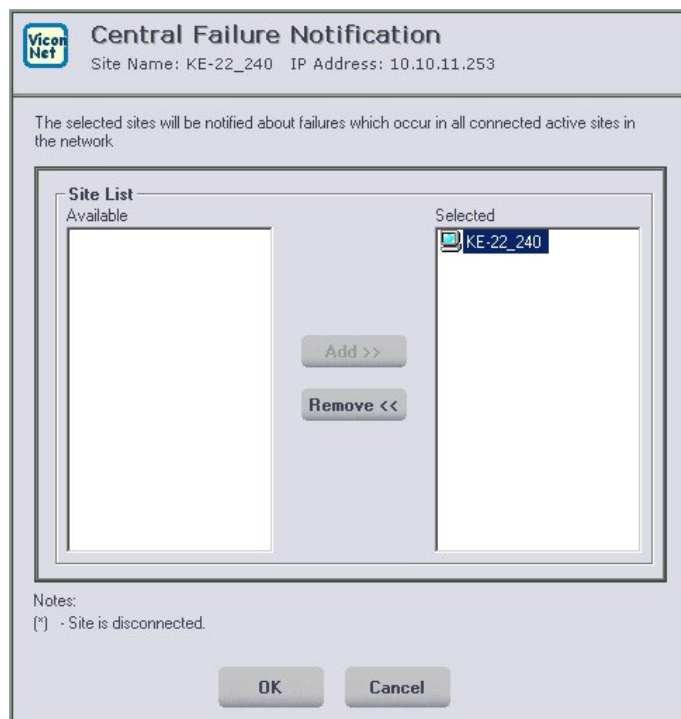 Vicon
Net
Central Failure Notification
Site Name: KE-22_240 IP Address: 10.10.11.253
The selected sites will be notified about failures which occur in all connected active sites in
the network
Site List
Available
Selected
KE-22_240
Add >>
Remove <<
Notes:
(*) - Site is disconnected.
OK
Cancel